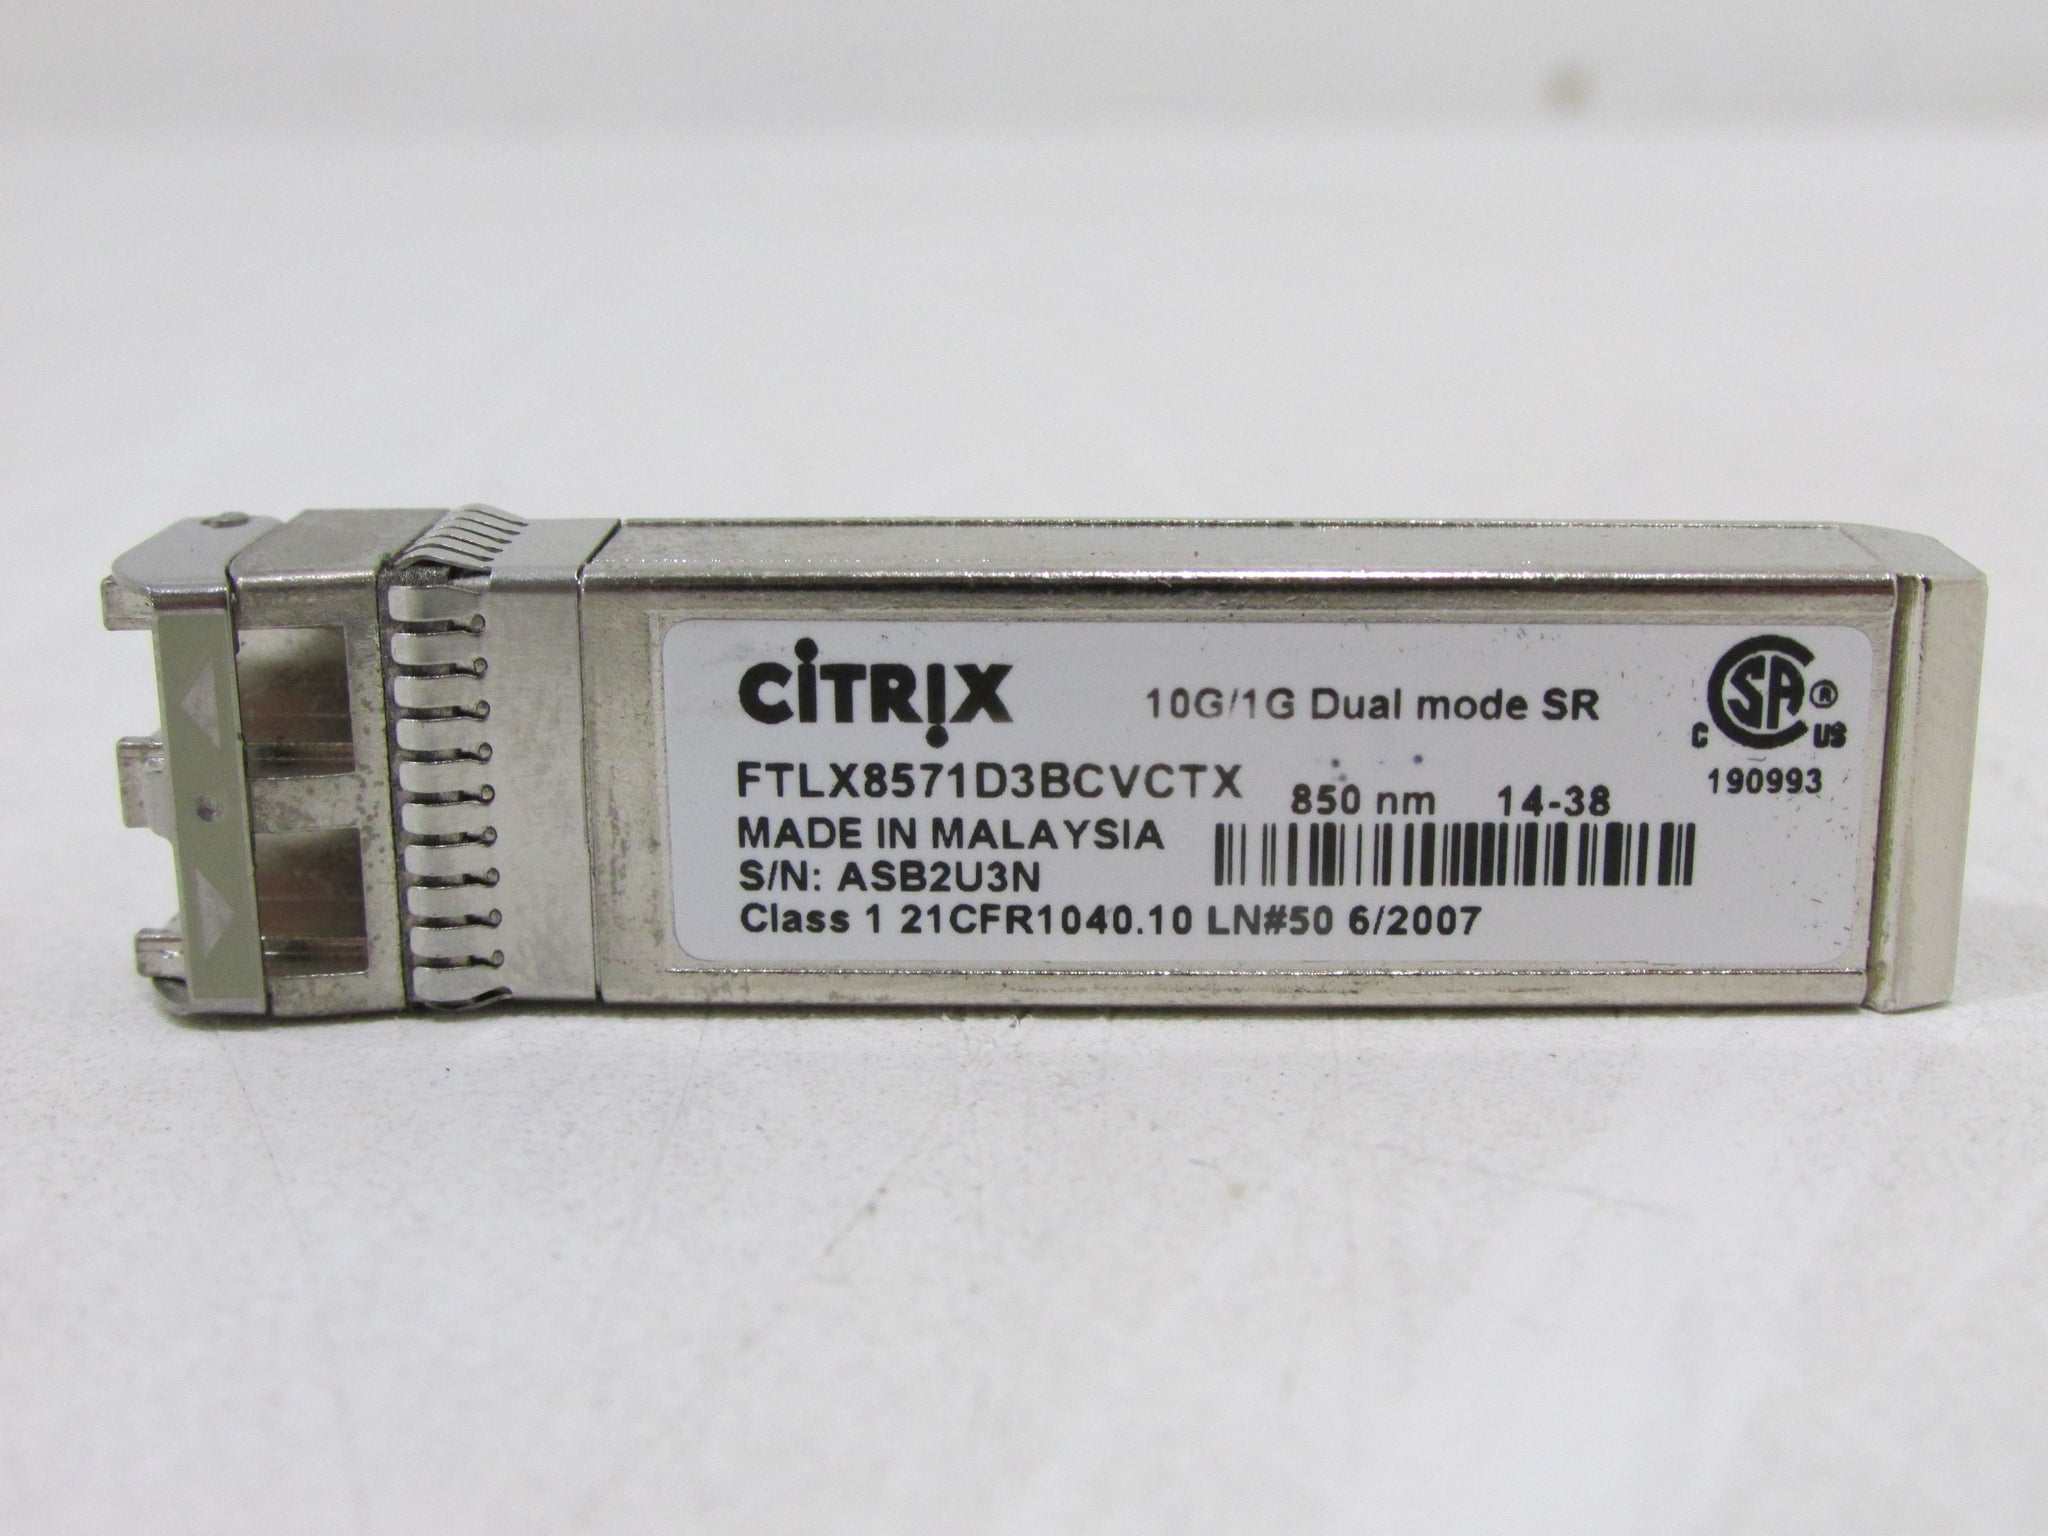 CITRIX
10G/1G Dual mode SR
CSA ®
C US
190993
FTLX8571D3BCVCTX
850 nm 14-38
MADE IN MALAYSIA
S/N: ASB2U3N
Class 1 21CFR1040.10 LN#50 6/2007